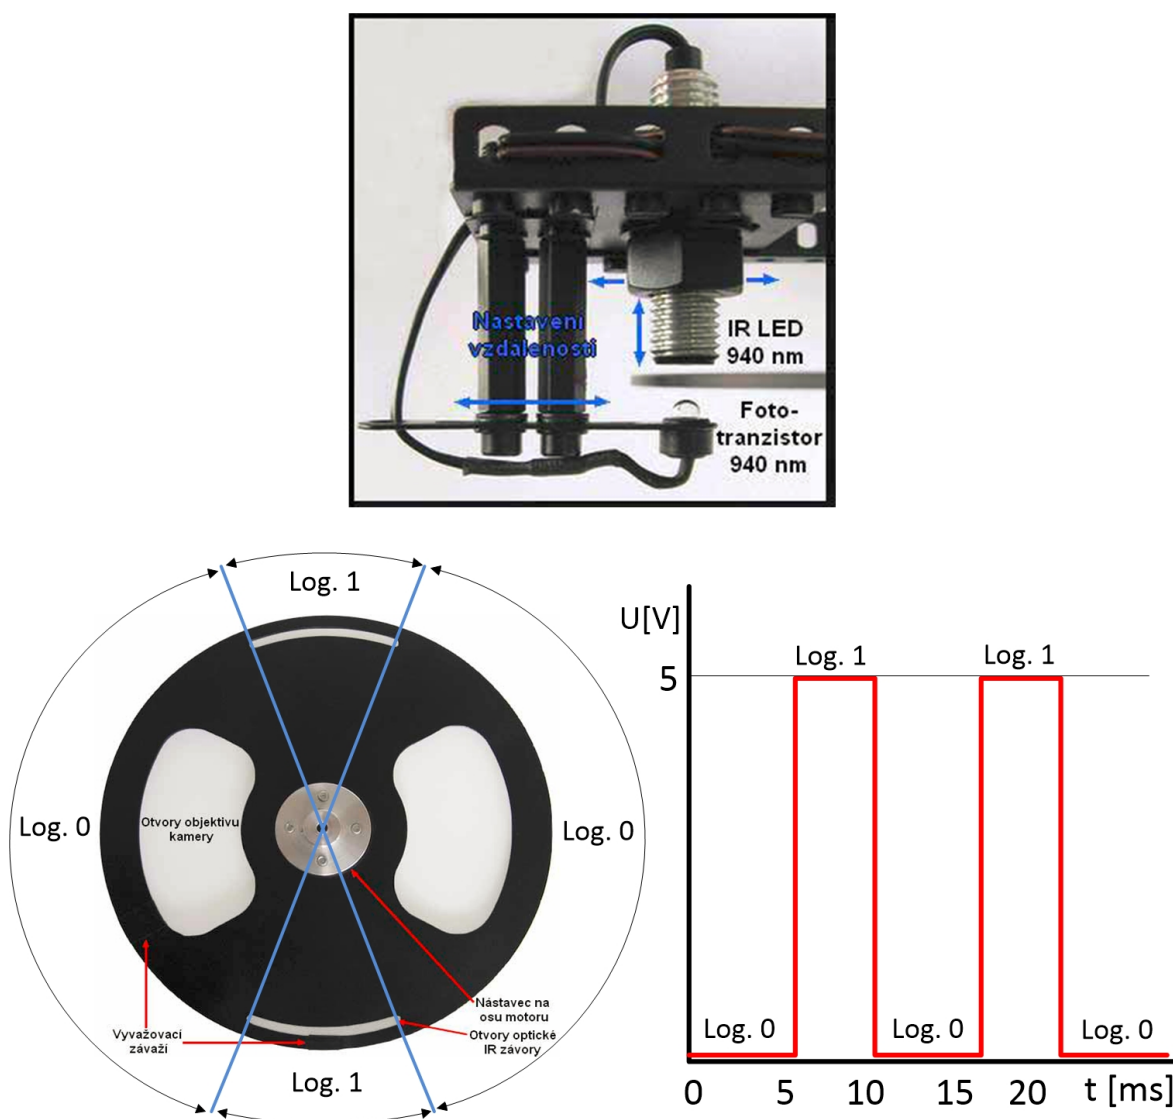 Nastavení
vzdálenosti
IR LED
940 nm
Foto-
tranzistor
940 nm
Log. 1
Log. 0
Otvory objektivu
kamery
Log. 0
Nástavec na
osu motoru
Vyvažovací
závaží
Otvory optické
IR závory
Log. 1
U[V]
5
Log. 1
Log. 1
Log. 0
Log. 0
Log. 0
0 5 10 15 20 t [ms]